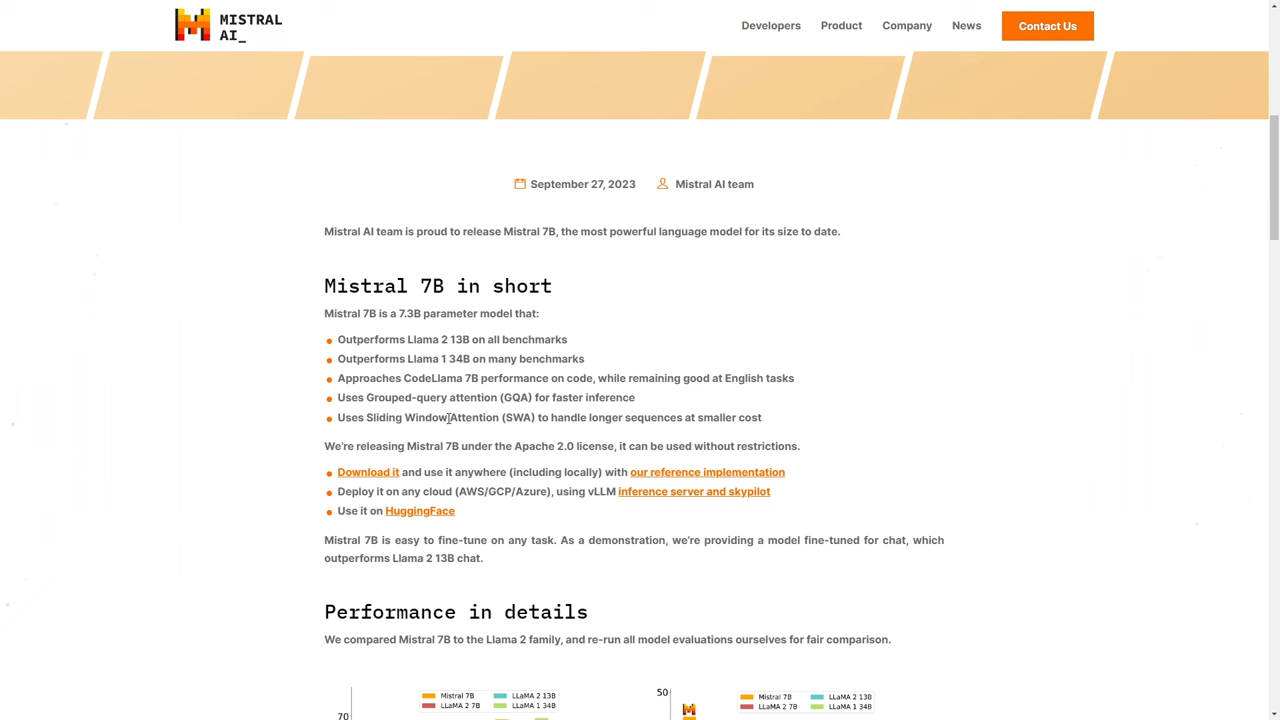 MISTRAL
AI_
Developers Product Company News Contact Us
September 27, 2023 Mistral AI team
Mistral AI team is proud to release Mistral 7B, the most powerful language model for its size to date.
Mistral 7B in short
Mistral 7B is a 7.3B parameter model that:
Outperforms Llama 2 13B on all benchmarks
Outperforms Llama 1 34B on many benchmarks
Approaches CodeLlama 7B performance on code, while remaining good at English tasks
Uses Grouped-query attention (GQA) for faster inference
Uses Sliding Window Attention (SWA) to handle longer sequences at smaller cost
We’re releasing Mistral 7B under the Apache 2.0 license, it can be used without restrictions.
Download it and use it anywhere (including locally) with our reference implementation
Deploy it on any cloud (AWS/GCP/Azure), using vLLM inference server and skypilot
Use it on HuggingFace
Mistral 7B is easy to fine-tune on any task. As a demonstration, we’re providing a model fine-tuned for chat, which
outperforms Llama 2 13B chat.
Performance in details
We compared Mistral 7B to the Llama 2 family, and re-run all model evaluations ourselves for fair comparison.
Mistral 7B LLaMA 2 13B
LLaMA 2 7B LLaMA 1 34B
70
50
Mistral 7B LLaMA 2 13B
LLaMA 2 7B LLaMA 1 34B